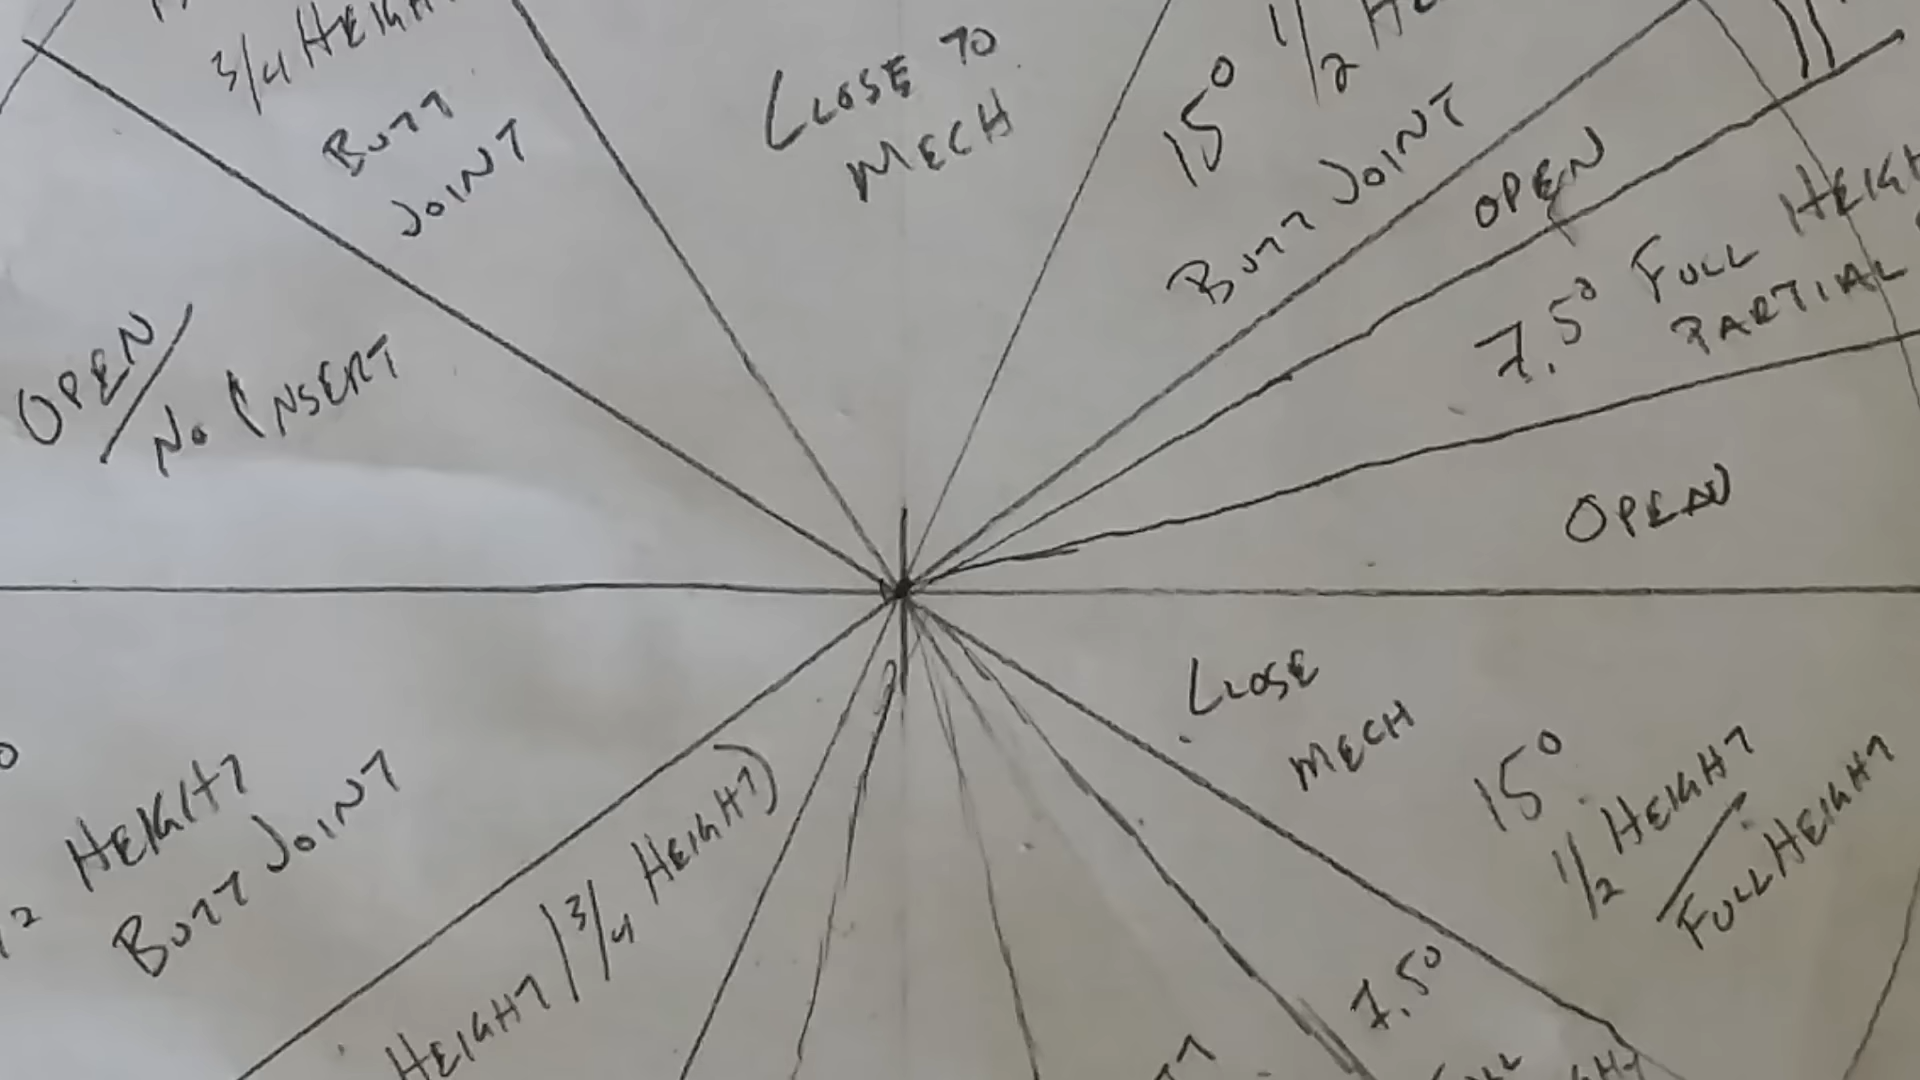 3/4 HEIGHT
BUTT
JOINT
CLOSE TO
MECH
15° 1/2 HE
BUTT JOINT
OPEN
7.5° FULL HEIGH
PARTIAL
OPEN
OPEN/
NO INSERT
CLOSE
MECH
15°
1/2 HEIGHT/
FULL HEIGHT
HEIGHT
BUTT JOINT
HEIGHT (3/4 HEIGHT)
7.5°